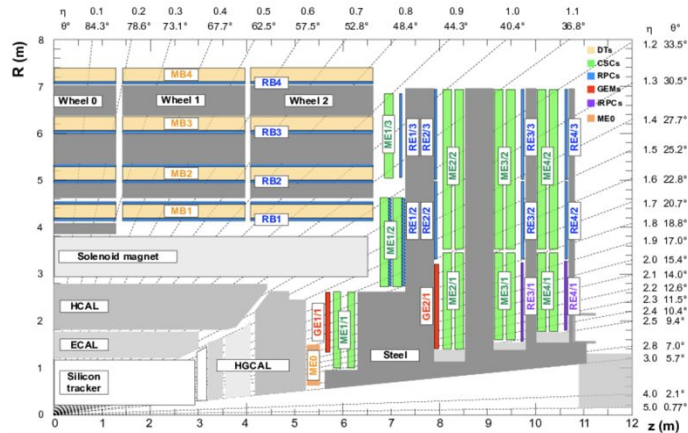 η 0.1 0.2 0.3 0.4 0.5 0.6 0.7 0.8 0.9 1.0 1.1 η θ°
θ° 84.3° 78.6° 73.1° 67.7° 62.5° 57.5° 52.8° 48.4° 44.3° 40.4° 36.8°
R (m)
8
7
6
5
4
3
2
1
0
1.2 33.5°
1.3 30.5°
1.4 27.7°
1.5 25.2°
1.6 22.8°
1.7 20.7°
1.8 18.8°
1.9 17.0°
2.0 15.4°
2.1 14.0°
2.2 12.6°
2.3 11.5°
2.4 10.4°
2.5 9.4°
2.8 7.0°
3.0 5.7°
4.0 2.1°
5.0 0.77°
DTs
CSCs
RPCs
GEMs
iRPCs
ME0
MB4
RB4
Wheel 0
Wheel 1
Wheel 2
MB3
RB3
MB2
RB2
MB1
RB1
Solenoid magnet
HCAL
ECAL
Silicon
tracker
HGCAL
Steel
ME0
GE1/1
ME1/1
ME1/2
ME1/3
RE1/3
RE2/3
RE1/2
RE2/2
GE2/1
ME2/1
ME2/2
ME3/2
ME3/1
RE3/3
RE3/2
RE3/1
ME4/2
ME4/1
RE4/3
RE4/2
RE4/1
0 1 2 3 4 5 6 7 8 9 10 11 12
z (m)